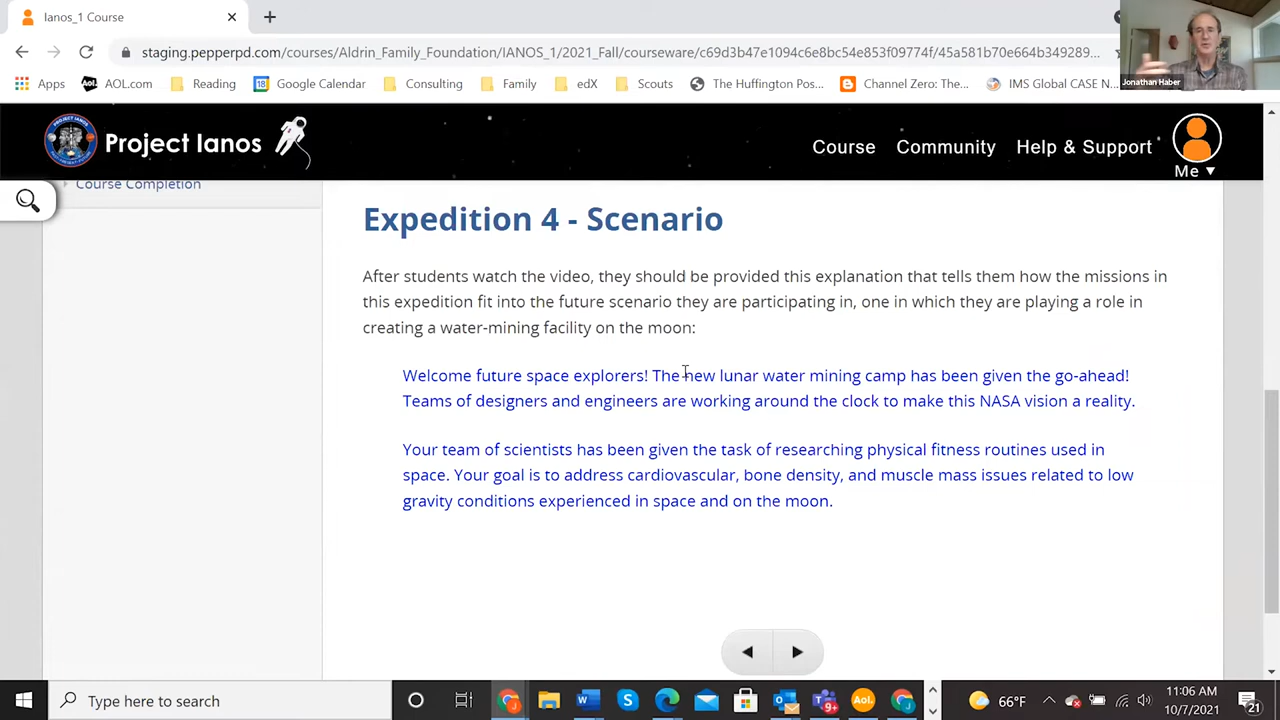 Ianos_1 Course
staging.pepperpd.com/courses/Aldrin_Family_Foundation/IANOS_1/2021_Fall/courseware/c69d3b47e1094c6e8bc54e853f09774f/45a581b70e664b349289...
Apps AOL.com Reading Google Calendar Consulting Family edX Scouts The Huffington Pos... Channel Zero: The... IMS Global CASE N...
Jonathan Haber
Project Ianos
Course Community Help & Support
Me
Course Completion
Expedition 4 - Scenario
After students watch the video, they should be provided this explanation that tells them how the missions in
this expedition fit into the future scenario they are participating in, one in which they are playing a role in
creating a water-mining facility on the moon:
Welcome future space explorers! The new lunar water mining camp has been given the go-ahead!
Teams of designers and engineers are working around the clock to make this NASA vision a reality.
Your team of scientists has been given the task of researching physical fitness routines used in
space. Your goal is to address cardiovascular, bone density, and muscle mass issues related to low
gravity conditions experienced in space and on the moon.
Type here to search
66°F
11:06 AM
10/7/2021
21